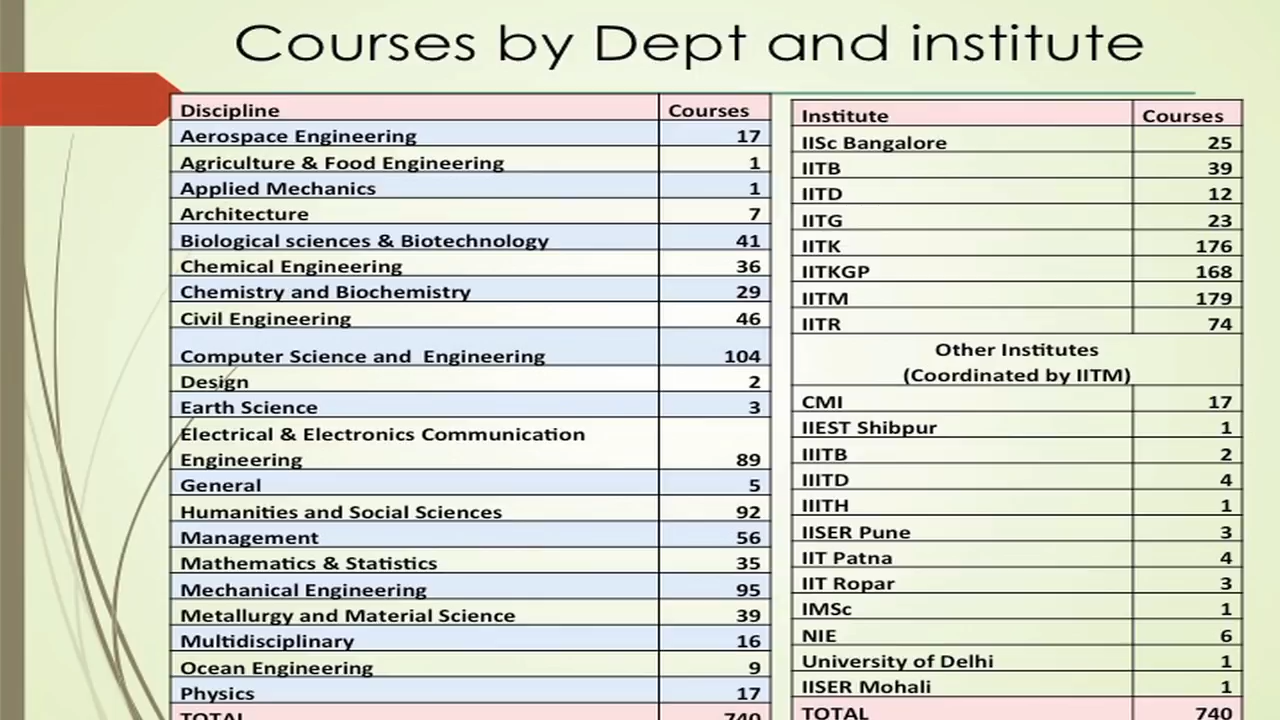 Courses by Dept and institute
Discipline Courses
Aerospace Engineering 17
Agriculture & Food Engineering 1
Applied Mechanics 1
Architecture 7
Biological sciences & Biotechnology 41
Chemical Engineering 36
Chemistry and Biochemistry 29
Civil Engineering 46
Computer Science and Engineering 104
Design 2
Earth Science 3
Electrical & Electronics Communication
Engineering 89
General 5
Humanities and Social Sciences 92
Management 56
Mathematics & Statistics 35
Mechanical Engineering 95
Metallurgy and Material Science 39
Multidisciplinary 16
Ocean Engineering 9
Physics 17
TOTAL 740
Institute Courses
IISc Bangalore 25
IITB 39
IITD 12
IITG 23
IITK 176
IITKGP 168
IITM 179
IITR 74
Other Institutes
(Coordinated by IITM)
CMI 17
IIEST Shibpur 1
IIITB 2
IIITD 4
IIITH 1
IISER Pune 3
IIT Patna 4
IIT Ropar 3
IMSc 1
NIE 6
University of Delhi 1
IISER Mohali 1
TOTAL 740